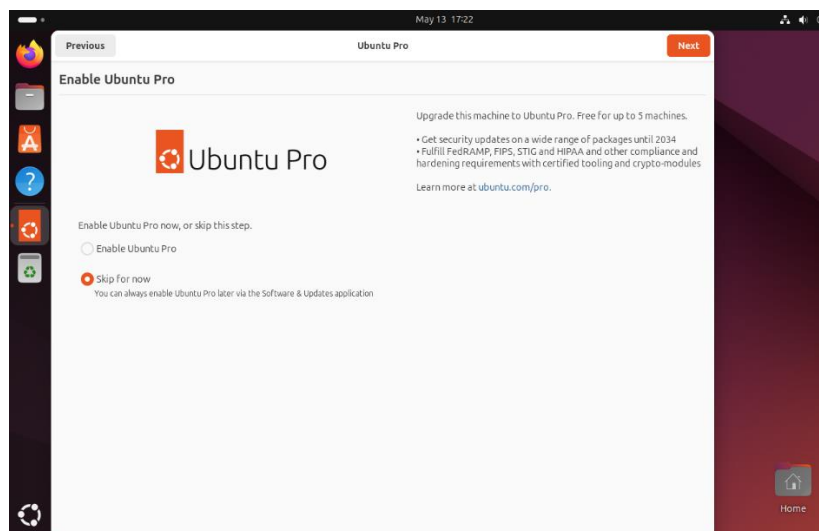 May 13 17:22
Previous
Ubuntu Pro
Next
Enable Ubuntu Pro
Upgrade this machine to Ubuntu Pro. Free for up to 5 machines.
• Get security updates on a wide range of packages until 2034
• Fulfill FedRAMP, FIPS, STIG and HIPAA and other compliance and
hardening requirements with certified tooling and crypto-modules
Learn more at ubuntu.com/pro.
Ubuntu Pro
Enable Ubuntu Pro now, or skip this step.
Enable Ubuntu Pro
Skip for now
You can always enable Ubuntu Pro later via the Software & Updates application
Home